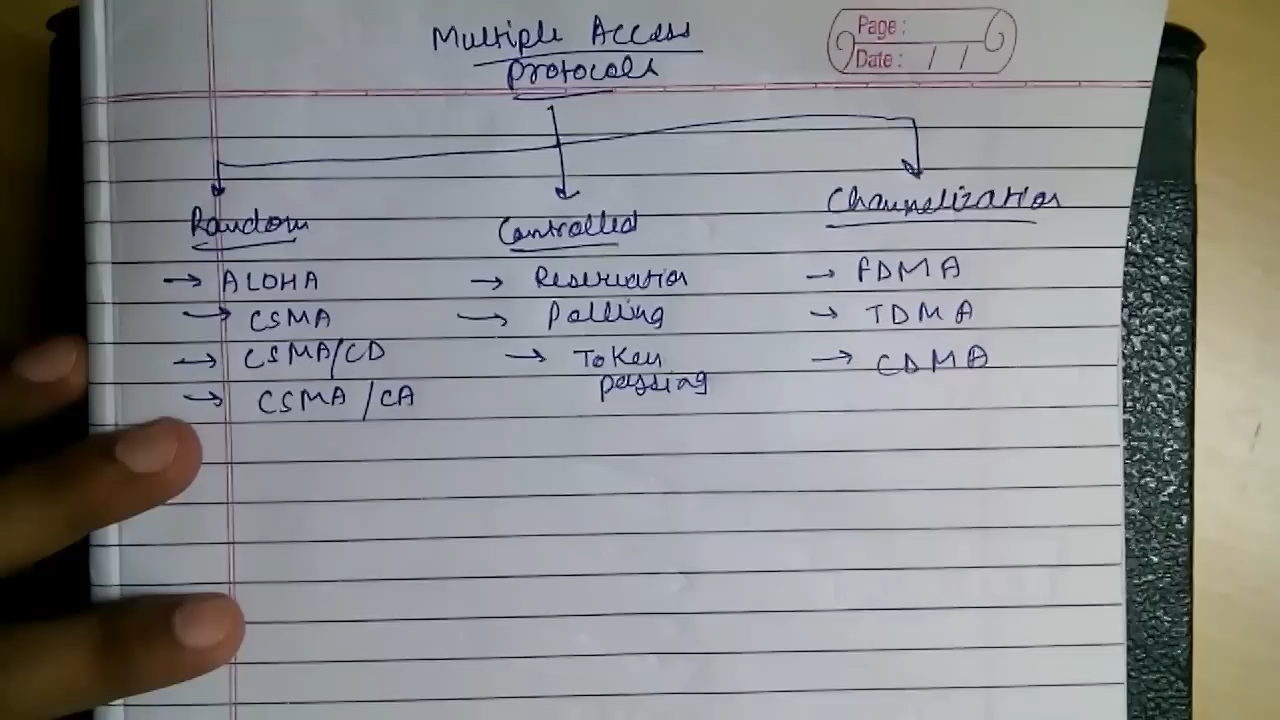 Multiple Access
Protocols
Page :
Date : / /
Random
→ ALOHA
→ CSMA
→ CSMA/CD
→ CSMA/CA
Controlled
→ Reservation
→ Polling
→ Token
passing
Channelization
→ FDMA
→ TDMA
→ CDMA